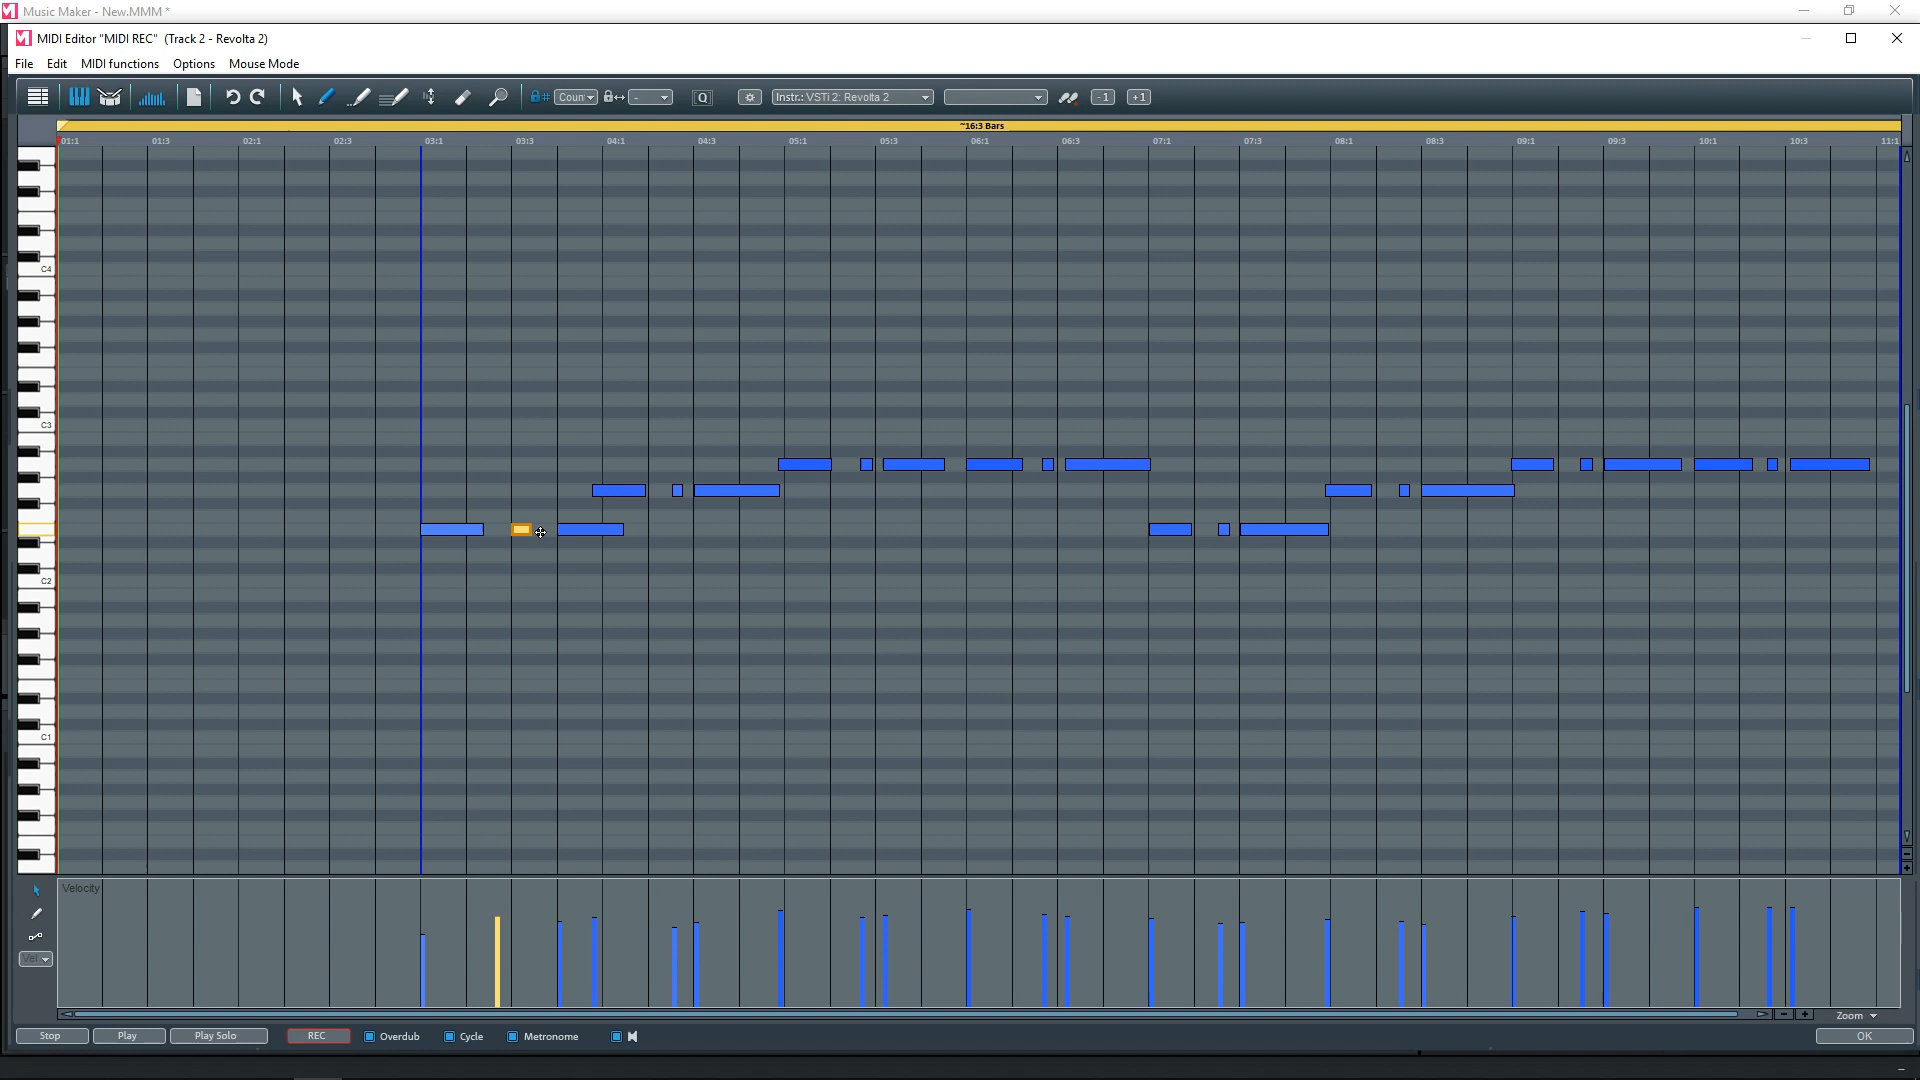 Music Maker - New.MMM *
MIDI Editor "MIDI REC"  (Track 2 - Revolta 2)
File Edit MIDI functions Options Mouse Mode
Coun - Q Instr.: VSTi 2: Revolta 2 -1 +1
~16:3 Bars
01:1 01:3 02:1 02:3 03:1 03:3 04:1 04:3 05:1 05:3 06:1 06:3 07:1 07:3 08:1 08:3 09:1 09:3 10:1 10:3 11:1
C4
C3
C2
C1
Velocity
Vel
Zoom
Stop Play Play Solo REC Overdub Cycle Metronome OK